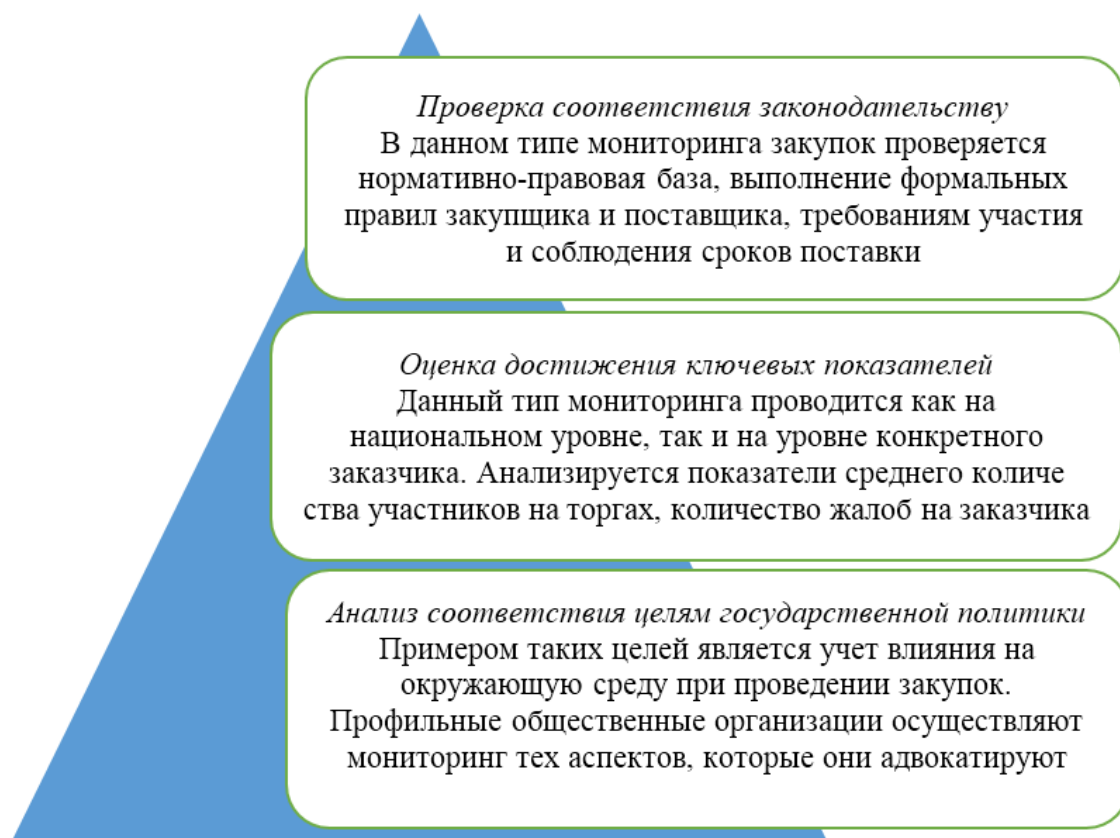 Проверка соответствия законодательству
В данном типе мониторинга закупок проверяется
нормативно-правовая база, выполнение формальных
правил закупщика и поставщика, требованиям участия
и соблюдения сроков поставки
Оценка достижения ключевых показателей
Данный тип мониторинга проводится как на
национальном уровне, так и на уровне конкретного
заказчика. Анализируется показатели среднего количе
ства участников на торгах, количество жалоб на заказчика
Анализ соответствия целям государственной политики
Примером таких целей является учет влияния на
окружающую среду при проведении закупок.
Профильные общественные организации осуществляют
мониторинг тех аспектов, которые они адвокатируют